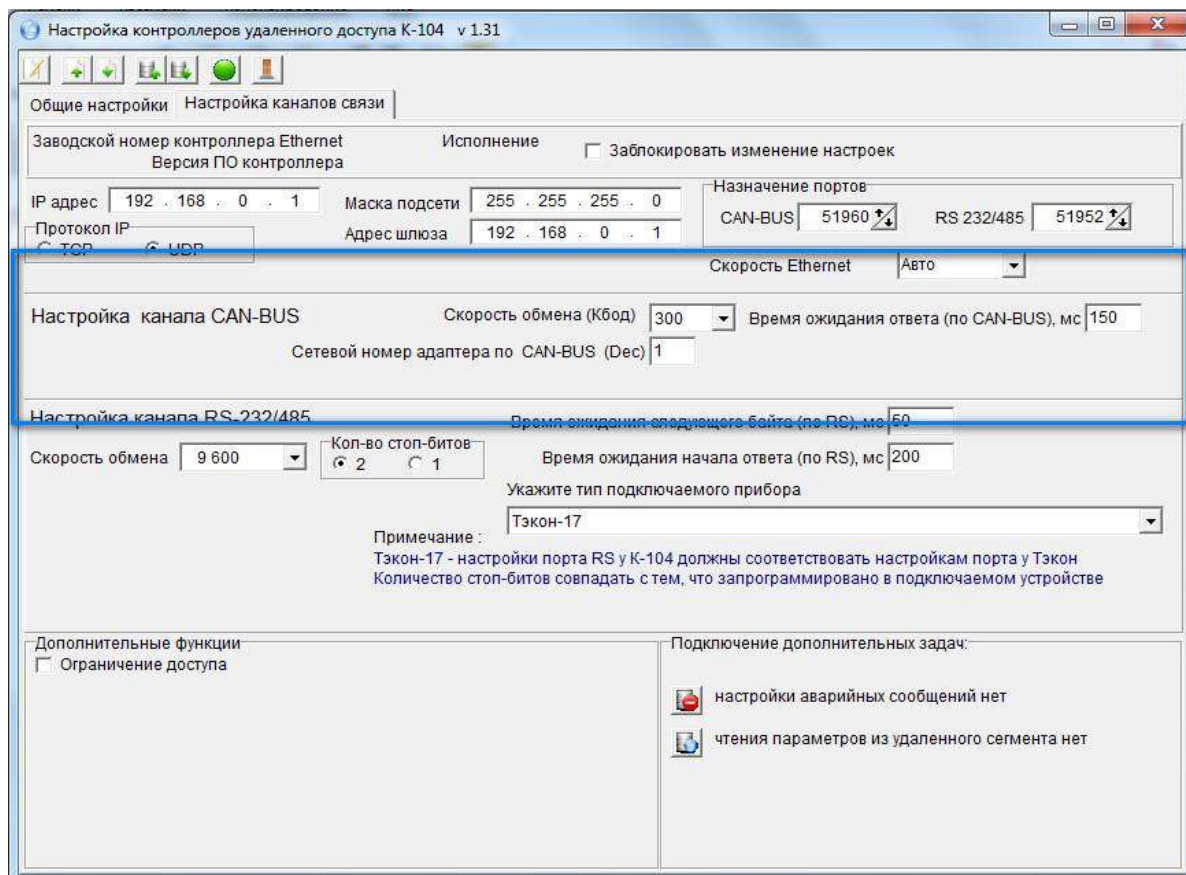 Настройка контроллеров удаленного доступа К-104 v 1.31
Общие настройки Настройка каналов связи
Заводской номер контроллера Ethernet Исполнение Заблокировать изменение настроек
Версия ПО контроллера
IP адрес 192 . 168 . 0 . 1 Маска подсети 255 . 255 . 255 . 0 Назначение портов
CAN-BUS 51960 RS 232/485 51952
Протокол IP Адрес шлюза 192 . 168 . 0 . 1
TCP UDP
Скорость Ethernet Авто
Настройка канала CAN-BUS Скорость обмена (Кбод) 300 Время ожидания ответа (по CAN-BUS), мс 150
Сетевой номер адаптера по CAN-BUS (Dec) 1
Настройка канала RS-232/485 Время ожидания следующего байта (по RS), мс 50
Скорость обмена 9 600 Кол-во стоп-битов 2 1 Время ожидания начала ответа (по RS), мс 200
Укажите тип подключаемого прибора
Тэкон-17
Примечание :
Тэкон-17 - настройки порта RS у К-104 должны соответствовать настройкам порта у Тэкон
Количество стоп-битов совпадать с тем, что запрограммировано в подключаемом устройстве
Дополнительные функции Подключение дополнительных задач:
Ограничение доступа
настройки аварийных сообщений нет
чтения параметров из удаленного сегмента нет